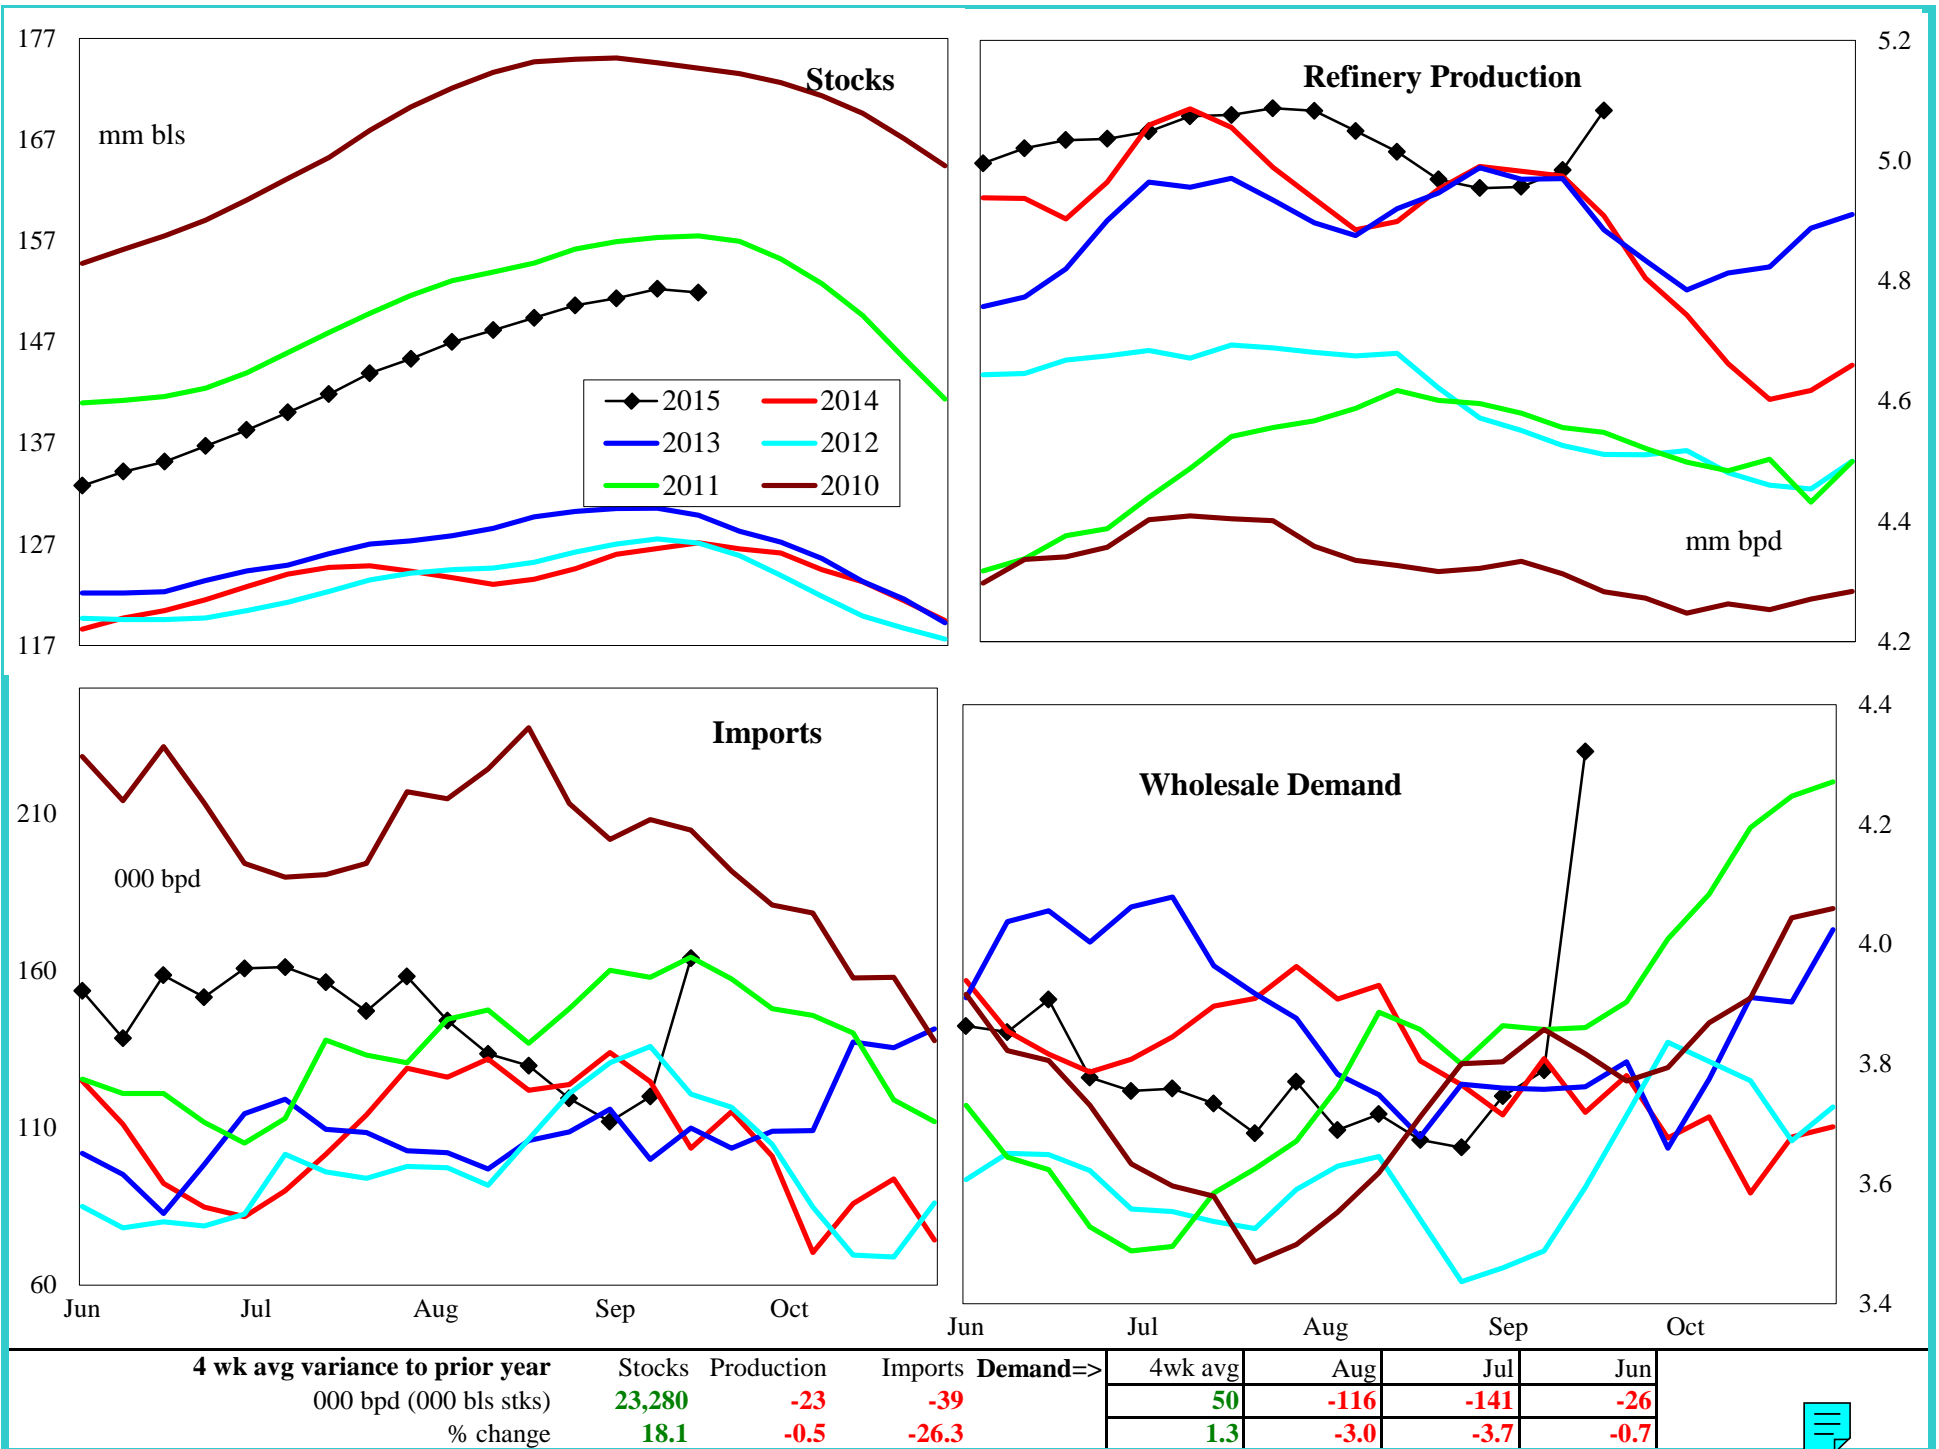 177
167
157
147
137
127
117
Stocks
mm bls
2015 2014
2013 2012
2011 2010
Refinery Production
mm bpd
5.2
5.0
4.8
4.6
4.4
4.2
Imports
000 bpd
210
160
110
60
Jun Jul Aug Sep Oct
Wholesale Demand
4.4
4.2
4.0
3.8
3.6
3.4
Jun Jul Aug Sep Oct
4 wk avg variance to prior year Stocks Production Imports Demand=> 4wk avg Aug Jul Jun
000 bpd (000 bls stks) 23,280 -23 -39 50 -116 -141 -26
% change 18.1 -0.5 -26.3 1.3 -3.0 -3.7 -0.7